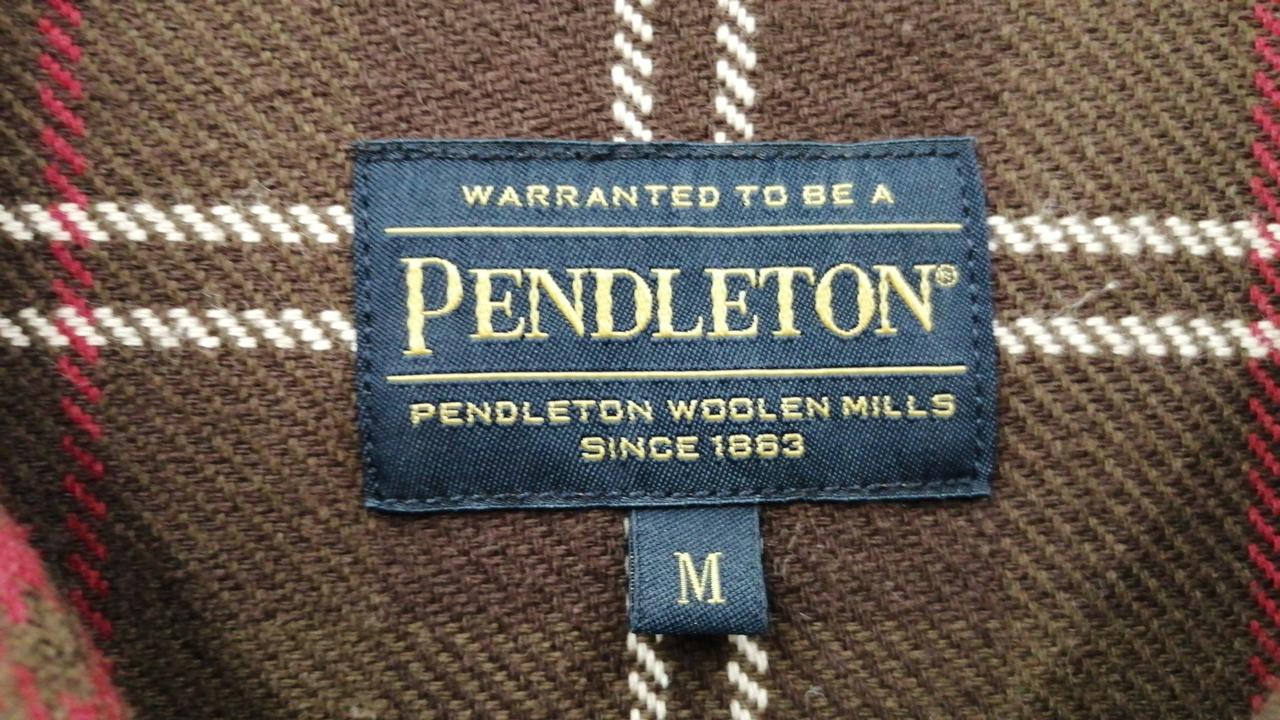 WARRANTED TO BE A
PENDLETON®
PENDLETON WOOLEN MILLS
SINCE 1863
M